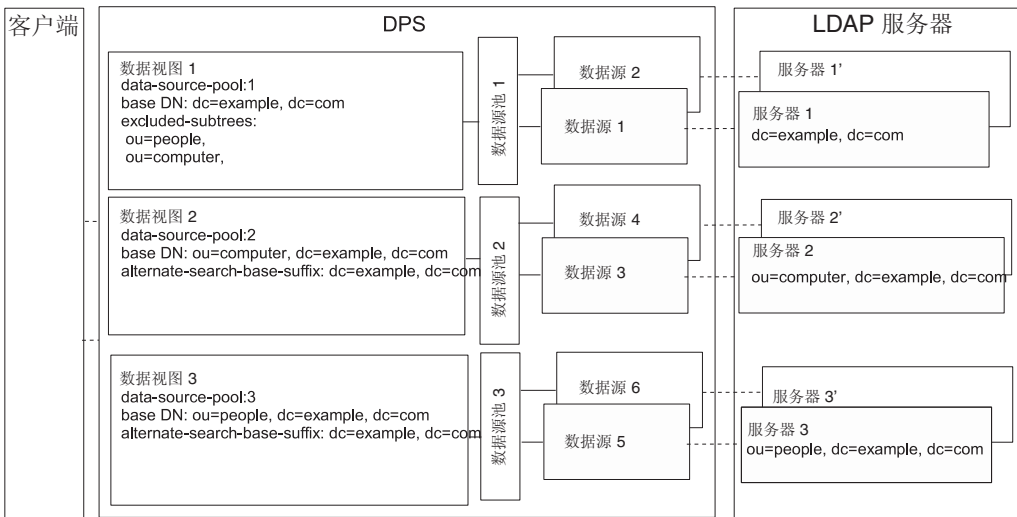 客户端
DPS
LDAP 服务器
数据视图 1
data-source-pool:1
base DN: dc=example, dc=com
excluded-subtrees:
ou=people,
ou=computer,
数据源池 1
数据源 2
数据源 1
服务器 1’
服务器 1
dc=example, dc=com
数据视图 2
data-source-pool:2
base DN: ou=computer, dc=example, dc=com
alternate-search-base-suffix: dc=example, dc=com
数据源池 2
数据源 4
数据源 3
服务器 2’
服务器 2
ou=computer, dc=example, dc=com
数据视图 3
data-source-pool:3
base DN: ou=people, dc=example, dc=com
alternate-search-base-suffix: dc=example, dc=com
数据源池 3
数据源 6
数据源 5
服务器 3’
服务器 3
ou=people, dc=example, dc=com